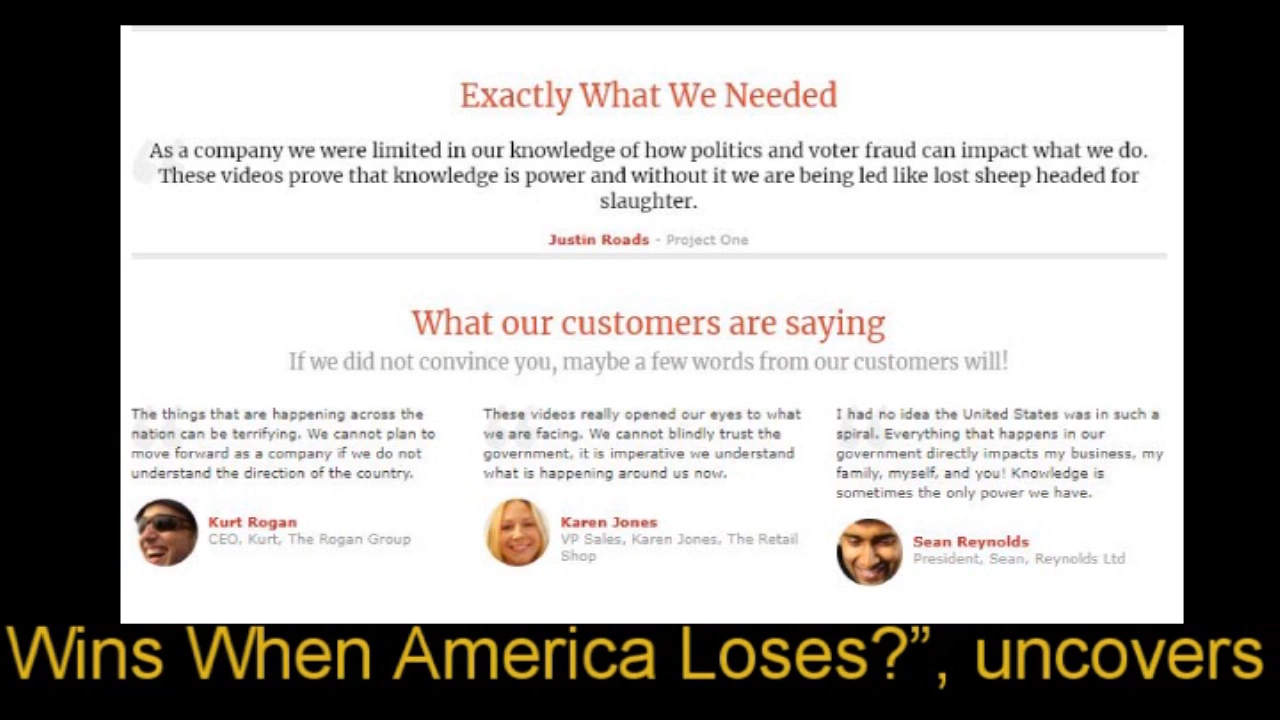 Exactly What We Needed
As a company we were limited in our knowledge of how politics and voter fraud can impact what we do.
These videos prove that knowledge is power and without it we are being led like lost sheep headed for
slaughter.
Justin Roads - Project One
What our customers are saying
If we did not convince you, maybe a few words from our customers will!
The things that are happening across the
nation can be terrifying. We cannot plan to
move forward as a company if we do not
understand the direction of the country.
Kurt Rogan
CEO, Kurt, The Rogan Group
These videos really opened our eyes to what
we are facing. We cannot blindly trust the
government, it is imperative we understand
what is happening around us now.
Karen Jones
VP Sales, Karen Jones, The Retail
Shop
I had no idea the United States was in such a
spiral. Everything that happens in our
government directly impacts my business, my
family, myself, and you! Knowledge is
sometimes the only power we have.
Sean Reynolds
President, Sean, Reynolds Ltd
Wins When America Loses?”, uncovers